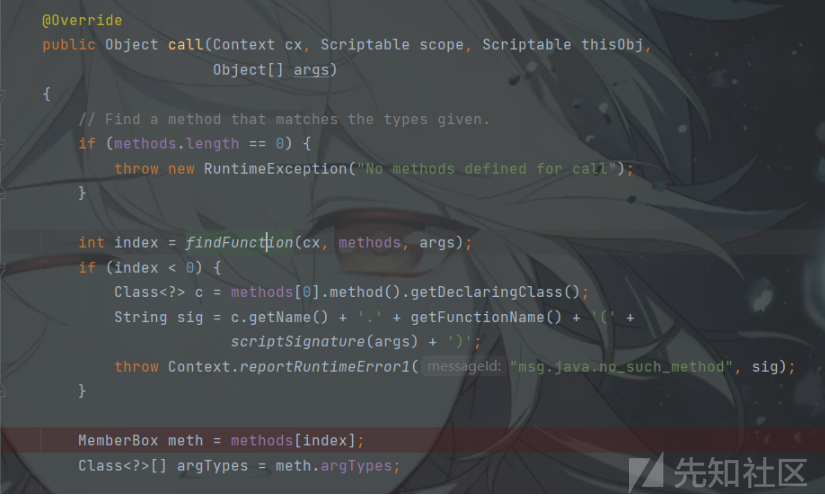 @Override
public Object call(Context cx, Scriptable scope, Scriptable thisObj,
                   Object[] args)
{
    // Find a method that matches the types given.
    if (methods.length == 0) {
        throw new RuntimeException("No methods defined for call");
    }

    int index = findFunction(cx, methods, args);
    if (index < 0) {
        Class<?> c = methods[0].method().getDeclaringClass();
        String sig = c.getName() + '.' + getFunctionName() + '(' +
                     scriptSignature(args) + ')';
        throw Context.reportRuntimeError1( messageId: "msg.java.no_such_method", sig);
    }

    MemberBox meth = methods[index];
    Class<?>[] argTypes = meth.argTypes;
先知社区